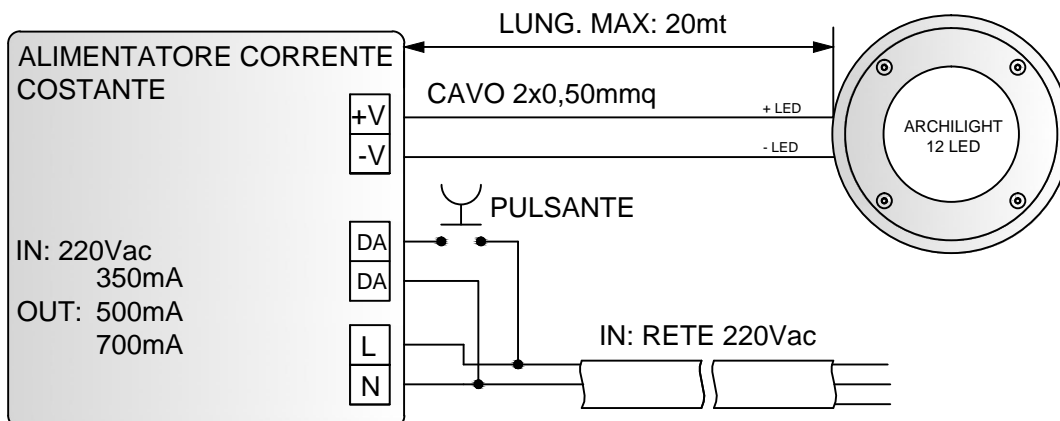 LUNG. MAX: 20mt
ALIMENTATORE CORRENTE
COSTANTE
CAVO 2x0,50mmq
+V
-V
+ LED
- LED
ARCHILIGHT
12 LED
PULSANTE
DA
DA
IN: 220Vac
350mA
OUT: 500mA
700mA
L
N
IN: RETE 220Vac